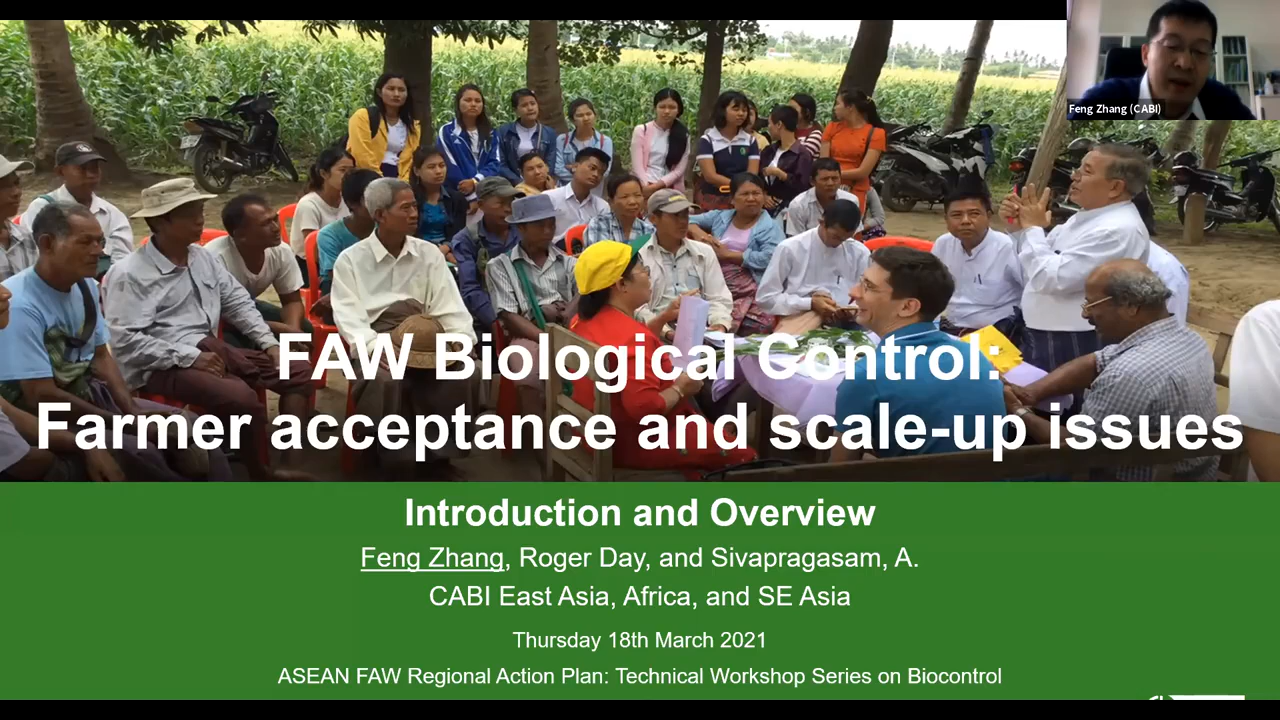 Feng Zhang (CABI)
FAW Biological Control:
Farmer acceptance and scale-up issues
Introduction and Overview
Feng Zhang, Roger Day, and Sivapragasam, A.
CABI East Asia, Africa, and SE Asia
Thursday 18th March 2021
ASEAN FAW Regional Action Plan: Technical Workshop Series on Biocontrol